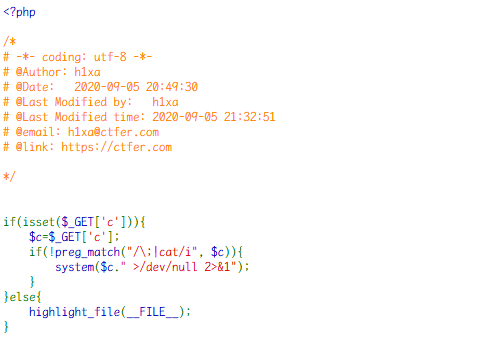 <?php
/*
# -*- coding: utf-8 -*-
# @Author: h1xa
# @Date:   2020-09-05 20:49:30
# @Last Modified by:   h1xa
# @Last Modified time: 2020-09-05 21:32:51
# @email: h1xa@ctfer.com
# @link: https://ctfer.com
*/
if(isset($_GET['c'])){
    $c=$_GET['c'];
    if(!preg_match("/\;|cat/i", $c)){
        system($c." >/dev/null 2>&1");
    }
}else{
    highlight_file(__FILE__);
}